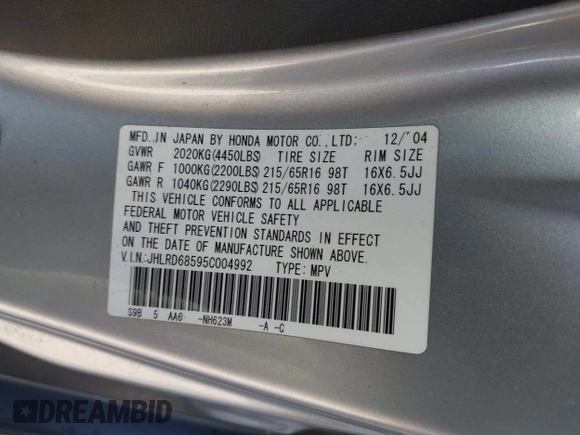 MFD. IN JAPAN BY HONDA MOTOR CO., LTD: 12/'04
GVWR 2020KG(4450LBS) TIRE SIZE RIM SIZE
GAWR F 1000KG(2200LBS) 215/65R16 98T 16X6.5JJ
GAWR R 1040KG(2290LBS) 215/65R16 98T 16X6.5JJ
THIS VEHICLE CONFORMS TO ALL APPLICABLE
FEDERAL MOTOR VEHICLE SAFETY
AND THEFT PREVENTION STANDARDS IN EFFECT
ON THE DATE OF MANUFACTURE SHOWN ABOVE.
V.I.N.:JHLRD68595C004992 TYPE: MPV
S9B 5 AA6 -NH623M -A -C
DREAMBID